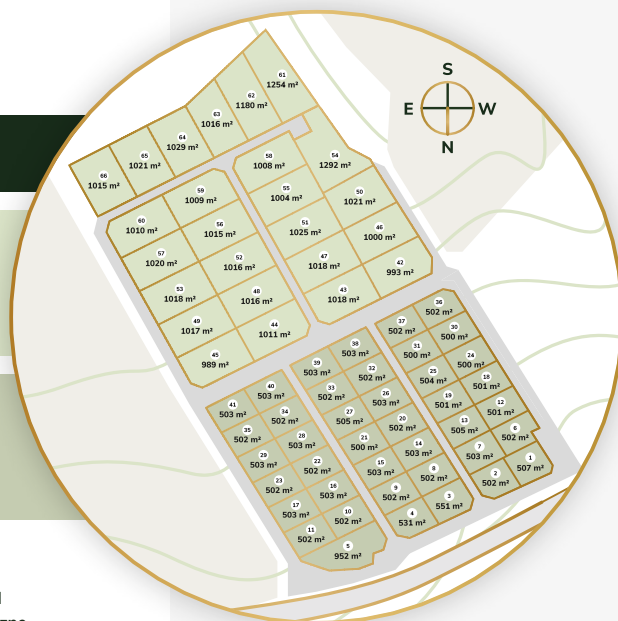 S
E W
N
61
1254 m²
62
1180 m²
63
1016 m²
64
1029 m²
65
1021 m²
66
1015 m²
58
1008 m²
54
1292 m²
59
1009 m²
55
1004 m²
50
1021 m²
60
1010 m²
56
1015 m²
51
1025 m²
46
1000 m²
57
1020 m²
52
1016 m²
47
1018 m²
42
993 m²
53
1018 m²
48
1016 m²
43
1018 m²
49
1017 m²
44
1011 m²
45
989 m²
36
502 m²
37
502 m²
30
500 m²
38
503 m²
31
500 m²
24
500 m²
39
503 m²
32
502 m²
25
504 m²
18
501 m²
40
503 m²
33
502 m²
26
503 m²
19
501 m²
12
501 m²
41
503 m²
34
502 m²
27
505 m²
20
502 m²
13
505 m²
6
502 m²
35
502 m²
28
503 m²
21
500 m²
14
503 m²
7
503 m²
1
507 m²
29
503 m²
22
502 m²
15
503 m²
8
502 m²
2
502 m²
23
502 m²
16
503 m²
9
502 m²
3
551 m²
17
503 m²
10
502 m²
4
531 m²
11
502 m²
5
952 m²